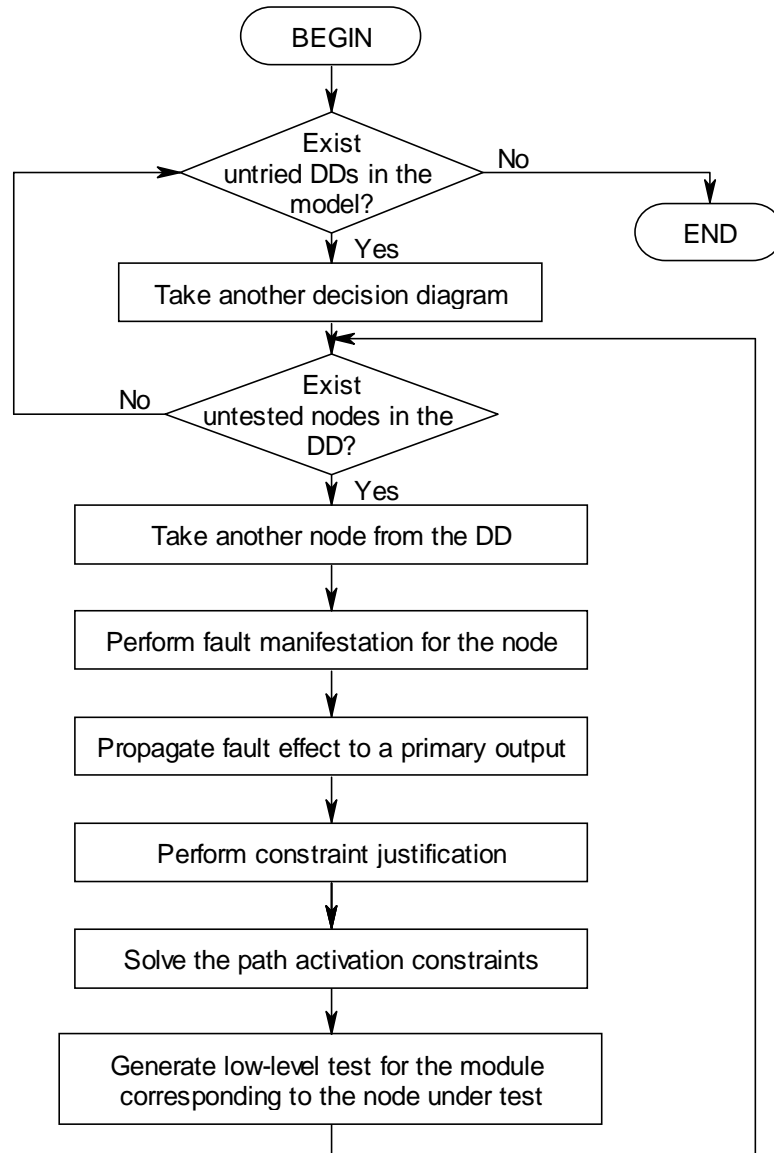 BEGIN
Exist
untried DDs in the
model?
No
END
Yes
Take another decision diagram
Exist
untested nodes in the
DD?
No
Yes
Take another node from the DD
Perform fault manifestation for the node
Propagate fault effect to a primary output
Perform constraint justification
Solve the path activation constraints
Generate low-level test for the module
corresponding to the node under test